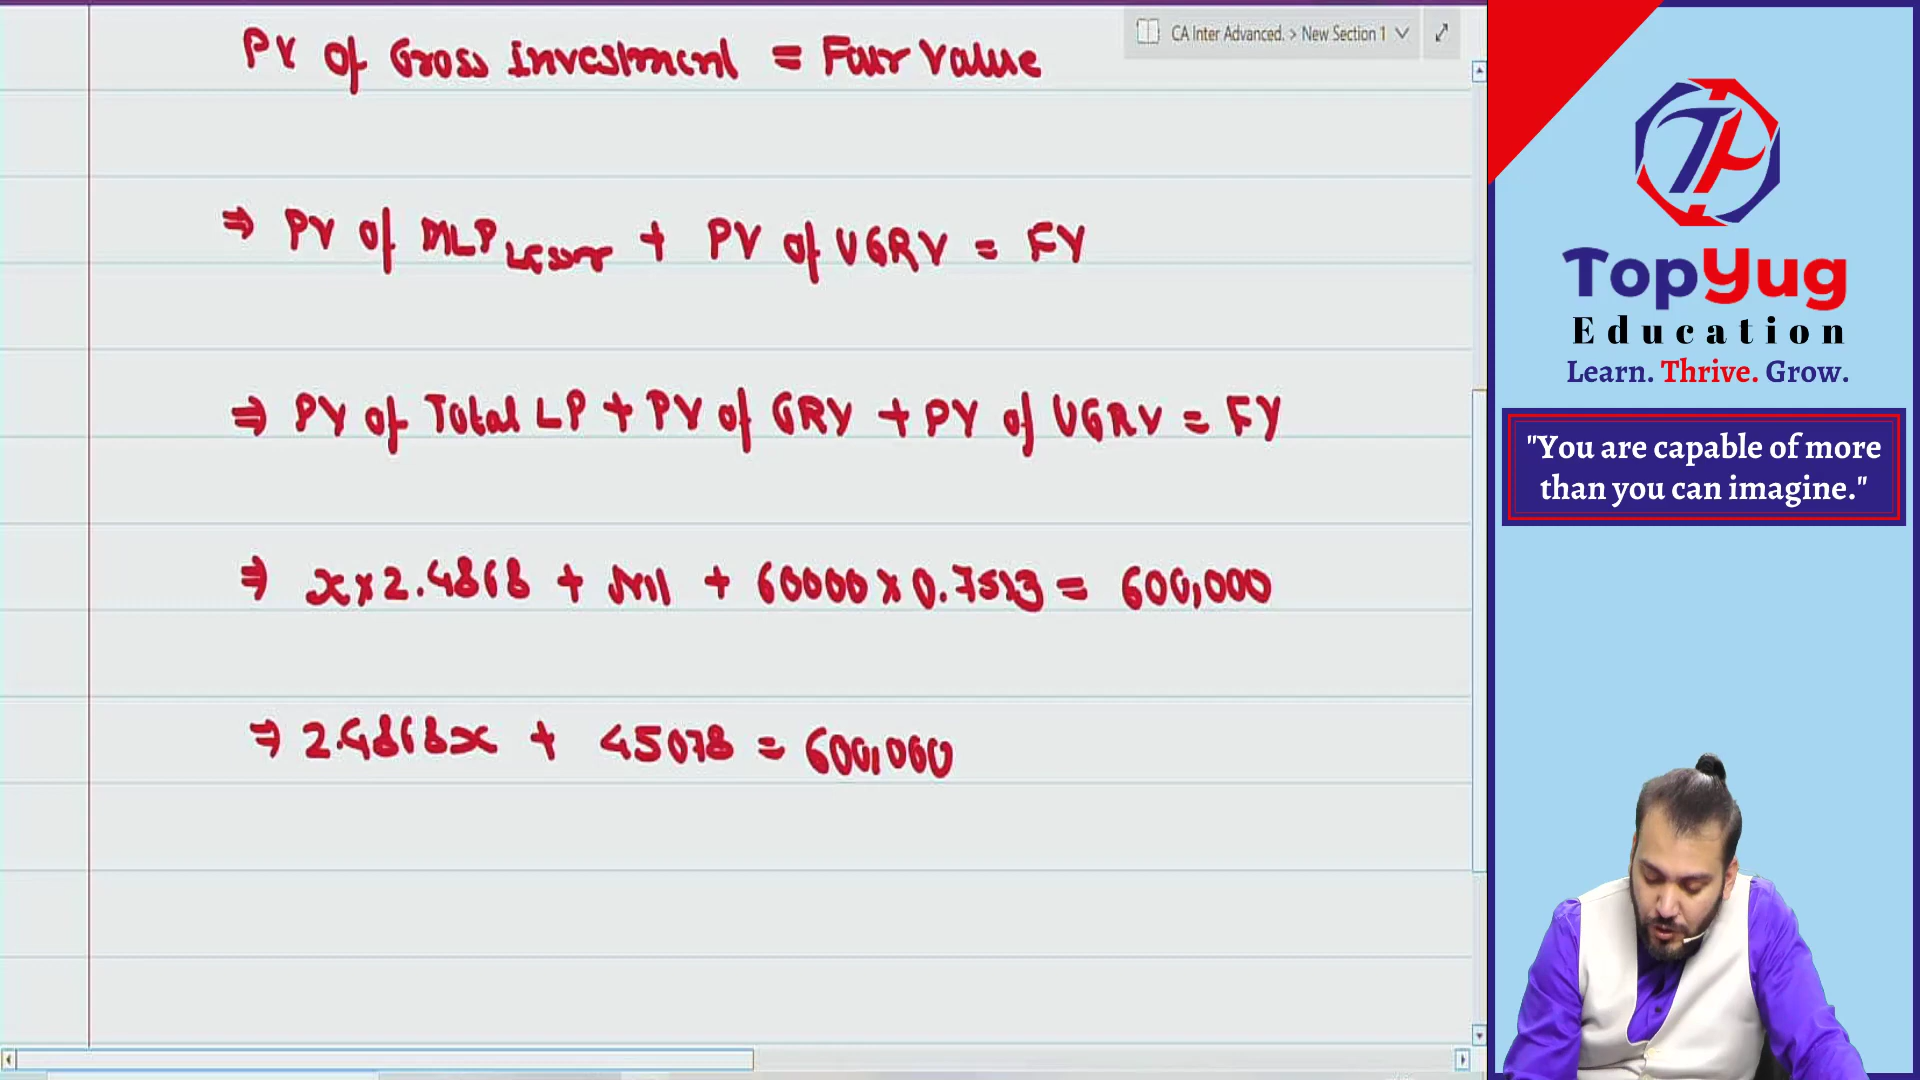 PV of Gross Investment = Fair Value
CA Inter Advanced. > New Section 1
⇒ PV of MLP Lessor + PV of UGRV = FV
⇒ PV of Total LP + PV of GRV + PV of UGRV = FV
⇒ x × 2.4868 + Nil + 60000 × 0.7513 = 600,000
⇒ 2.4868x + 45078 = 600,000
TopYug
Education
Learn. Thrive. Grow.
"You are capable of more
than you can imagine."